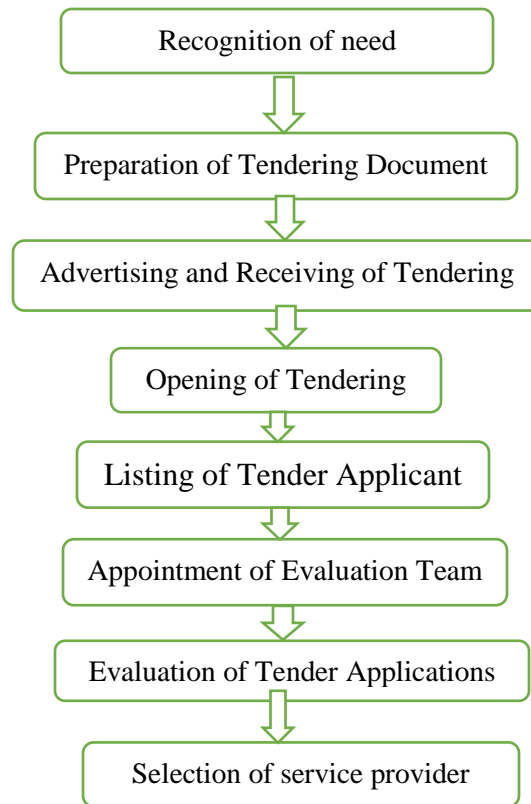 Recognition of need
Preparation of Tendering Document
Advertising and Receiving of Tendering
Opening of Tendering
Listing of Tender Applicant
Appointment of Evaluation Team
Evaluation of Tender Applications
Selection of service provider